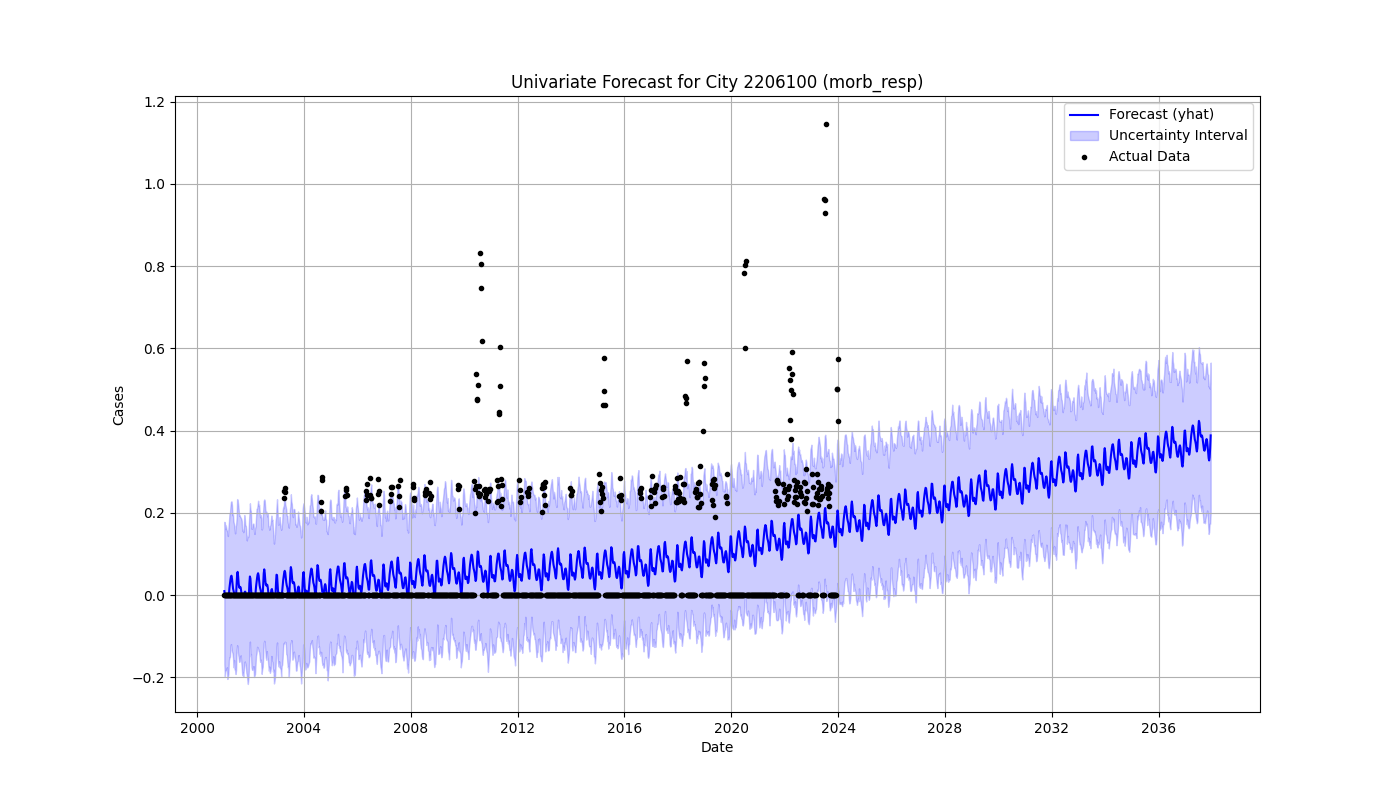 Univariate Forecast for City 2206100 (morb_resp)
Forecast (yhat)
Uncertainty Interval
Actual Data
Cases
1.2
1.0
0.8
0.6
0.4
0.2
0.0
−0.2
2000 2004 2008 2012 2016 2020 2024 2028 2032 2036
Date